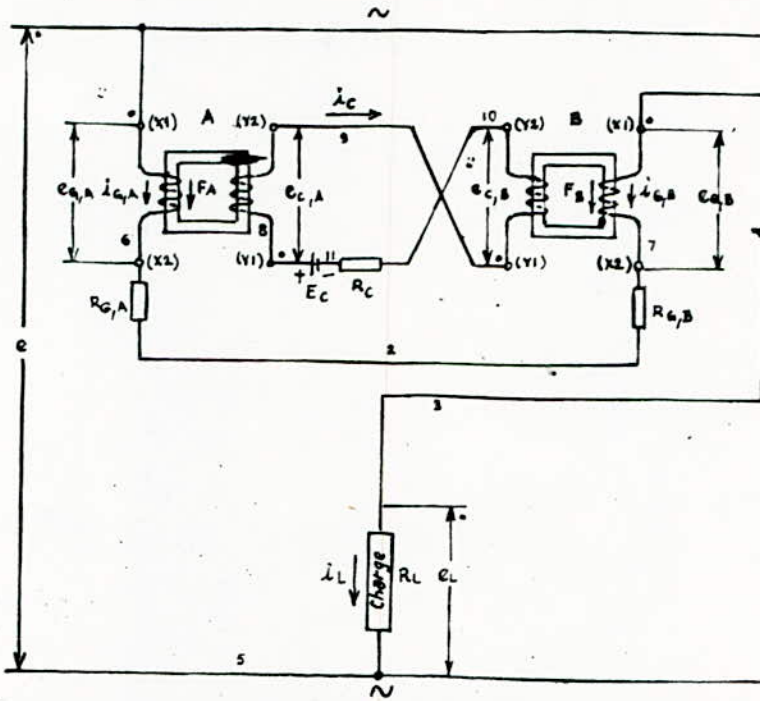 ~
i_C
(X1) A (Y2) 9 10 (Y2) B (X1)
e_G,A i_G,A F_A e_C,A e_C,B F_B i_G,B e_G,B
6 8 7
(X2) (Y1) + E_C − R_C (Y1) (X2)
R_G,A R_G,B
e 2
3
i_L Charge R_L e_L
5
~